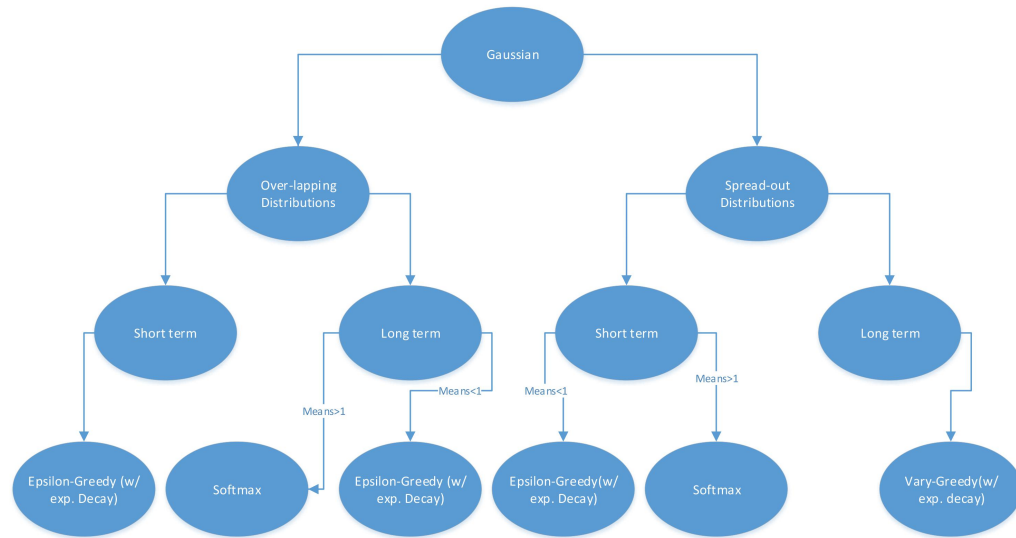 Gaussian
Over-lapping
Distributions
Spread-out
Distributions
Short term
Long term
Short term
Long term
Means>1
Means<1
Means<1
Means>1
Epsilon-Greedy (w/
exp. Decay)
Softmax
Epsilon-Greedy (w/
exp. Decay)
Epsilon-Greedy(w/
exp. Decay)
Softmax
Vary-Greedy(w/
exp. decay)